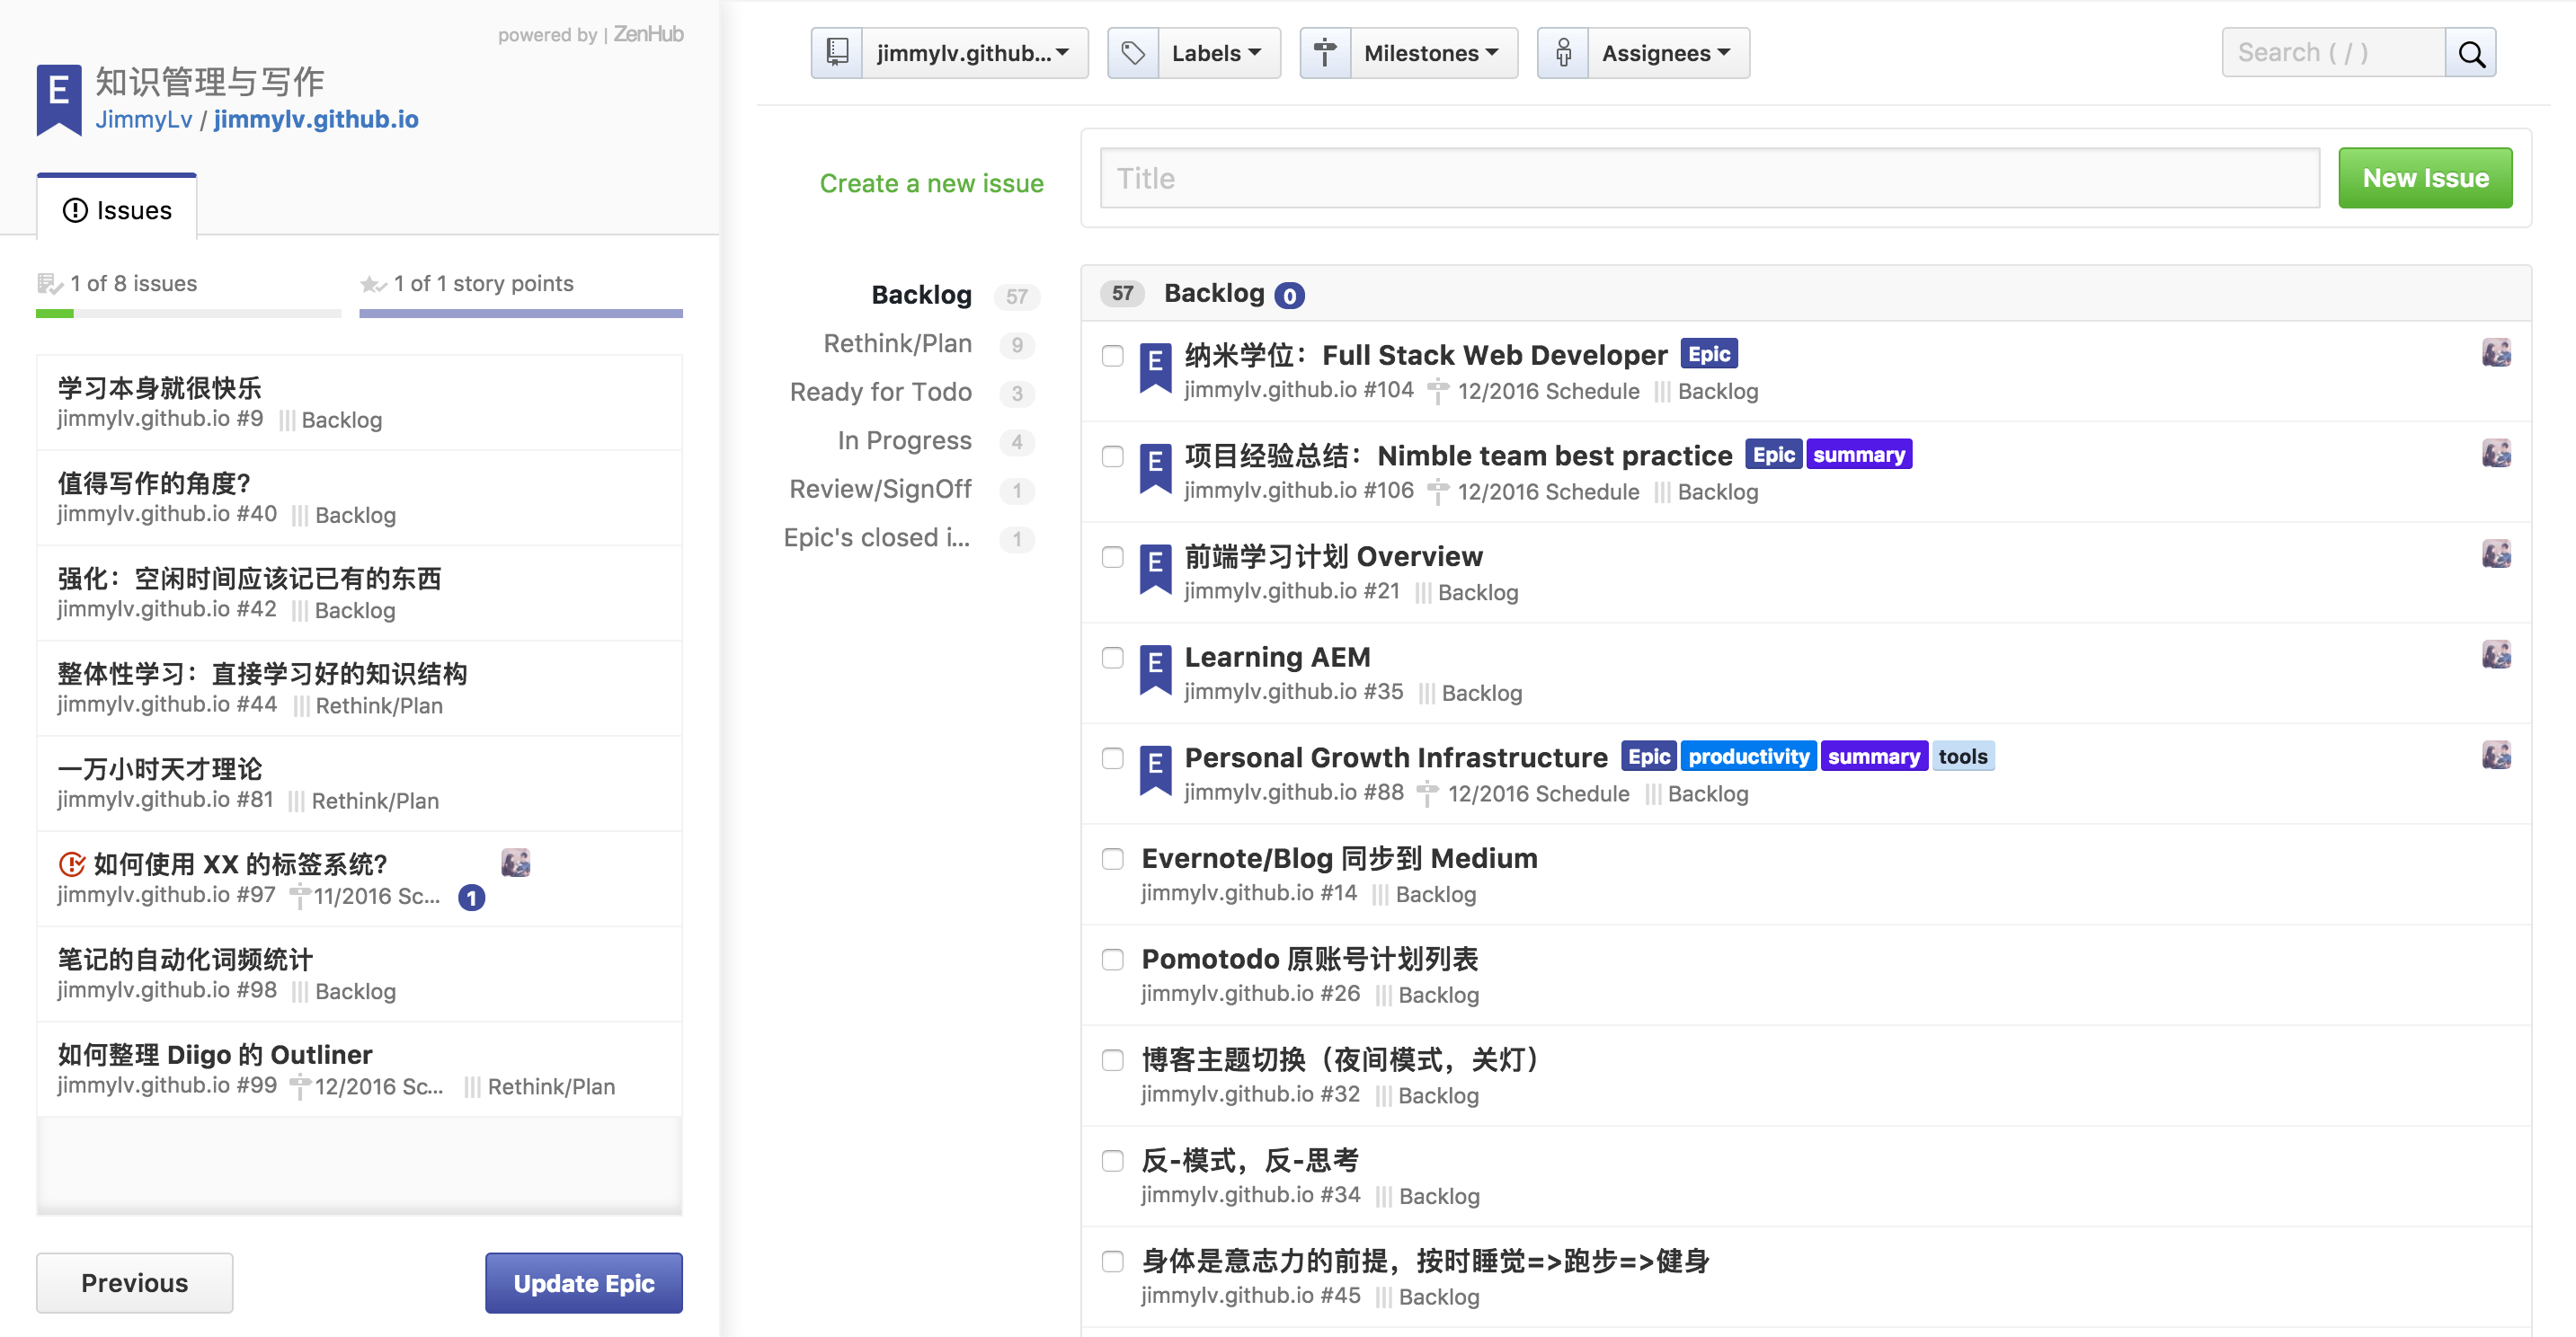 powered by | ZenHub
E
知识管理与写作
JimmyLv / jimmylv.github.io
Issues
1 of 8 issues
1 of 1 story points
学习本身就很快乐
jimmylv.github.io #9 Backlog
值得写作的角度?
jimmylv.github.io #40 Backlog
强化：空闲时间应该记已有的东西
jimmylv.github.io #42 Backlog
整体性学习：直接学习好的知识结构
jimmylv.github.io #44 Rethink/Plan
一万小时天才理论
jimmylv.github.io #81 Rethink/Plan
如何使用 XX 的标签系统?
jimmylv.github.io #97 11/2016 Sc... 1
笔记的自动化词频统计
jimmylv.github.io #98 Backlog
如何整理 Diigo 的 Outliner
jimmylv.github.io #99 12/2016 Sc... Rethink/Plan
Previous
Update Epic
jimmylv.github... Labels Milestones Assignees Search ( / )
Create a new issue
Title
New Issue
Backlog 57
Rethink/Plan 9
Ready for Todo 3
In Progress 4
Review/SignOff 1
Epic's closed i... 1
57 Backlog 0
E 纳米学位：Full Stack Web Developer Epic
jimmylv.github.io #104 12/2016 Schedule Backlog
E 项目经验总结：Nimble team best practice Epic summary
jimmylv.github.io #106 12/2016 Schedule Backlog
E 前端学习计划 Overview
jimmylv.github.io #21 Backlog
E Learning AEM
jimmylv.github.io #35 Backlog
E Personal Growth Infrastructure Epic productivity summary tools
jimmylv.github.io #88 12/2016 Schedule Backlog
Evernote/Blog 同步到 Medium
jimmylv.github.io #14 Backlog
Pomotodo 原账号计划列表
jimmylv.github.io #26 Backlog
博客主题切换（夜间模式，关灯）
jimmylv.github.io #32 Backlog
反-模式，反-思考
jimmylv.github.io #34 Backlog
身体是意志力的前提，按时睡觉=>跑步=>健身
jimmylv.github.io #45 Backlog